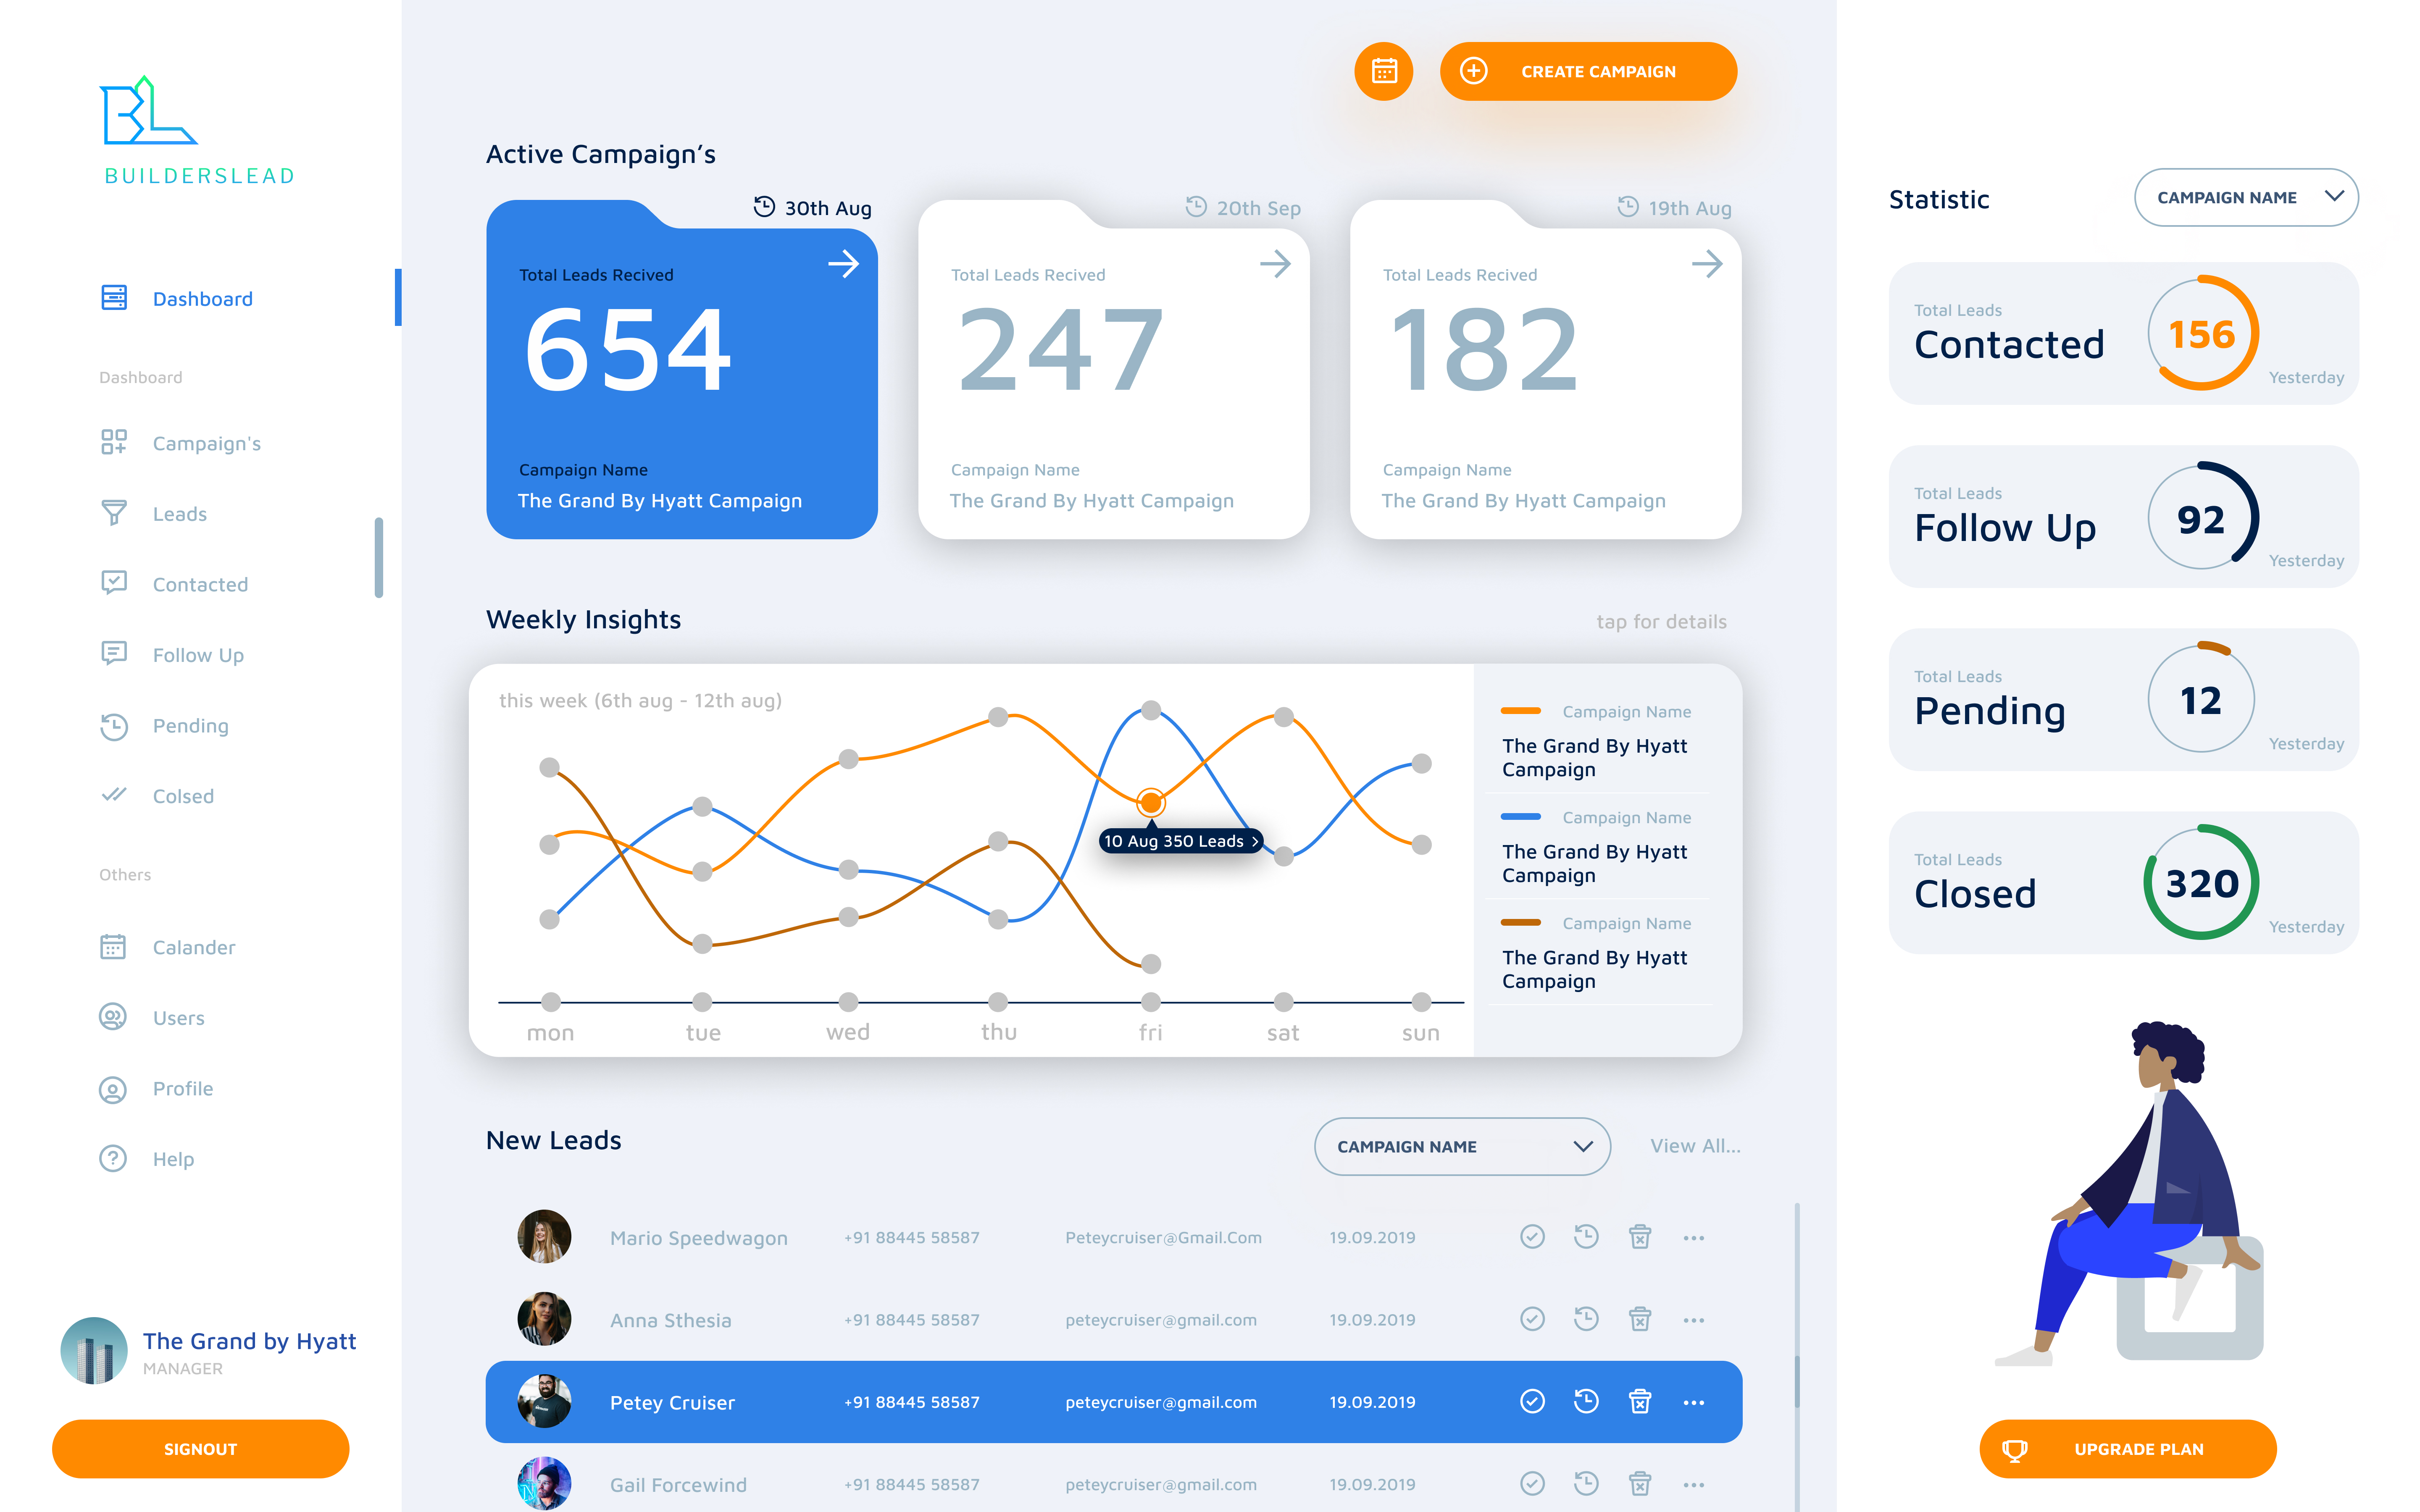 BUILDERSLEAD
Dashboard
Dashboard
Campaign's
Leads
Contacted
Follow Up
Pending
Colsed
Others
Calander
Users
Profile
Help
The Grand by Hyatt
MANAGER
SIGNOUT
CREATE CAMPAIGN
Active Campaign’s
30th Aug
Total Leads Recived
654
Campaign Name
The Grand By Hyatt Campaign
20th Sep
Total Leads Recived
247
Campaign Name
The Grand By Hyatt Campaign
19th Aug
Total Leads Recived
182
Campaign Name
The Grand By Hyatt Campaign
Weekly Insights
tap for details
this week (6th aug - 12th aug)
10 Aug 350 Leads >
mon tue wed thu fri sat sun
Campaign Name
The Grand By Hyatt
Campaign
Campaign Name
The Grand By Hyatt
Campaign
Campaign Name
The Grand By Hyatt
Campaign
New Leads
CAMPAIGN NAME
View All...
Mario Speedwagon +91 88445 58587 Peteycruiser@Gmail.Com 19.09.2019
Anna Sthesia +91 88445 58587 peteycruiser@gmail.com 19.09.2019
Petey Cruiser +91 88445 58587 peteycruiser@gmail.com 19.09.2019
Gail Forcewind +91 88445 58587 peteycruiser@gmail.com 19.09.2019
Statistic
CAMPAIGN NAME
Total Leads
Contacted
156
Yesterday
Total Leads
Follow Up
92
Yesterday
Total Leads
Pending
12
Yesterday
Total Leads
Closed
320
Yesterday
UPGRADE PLAN